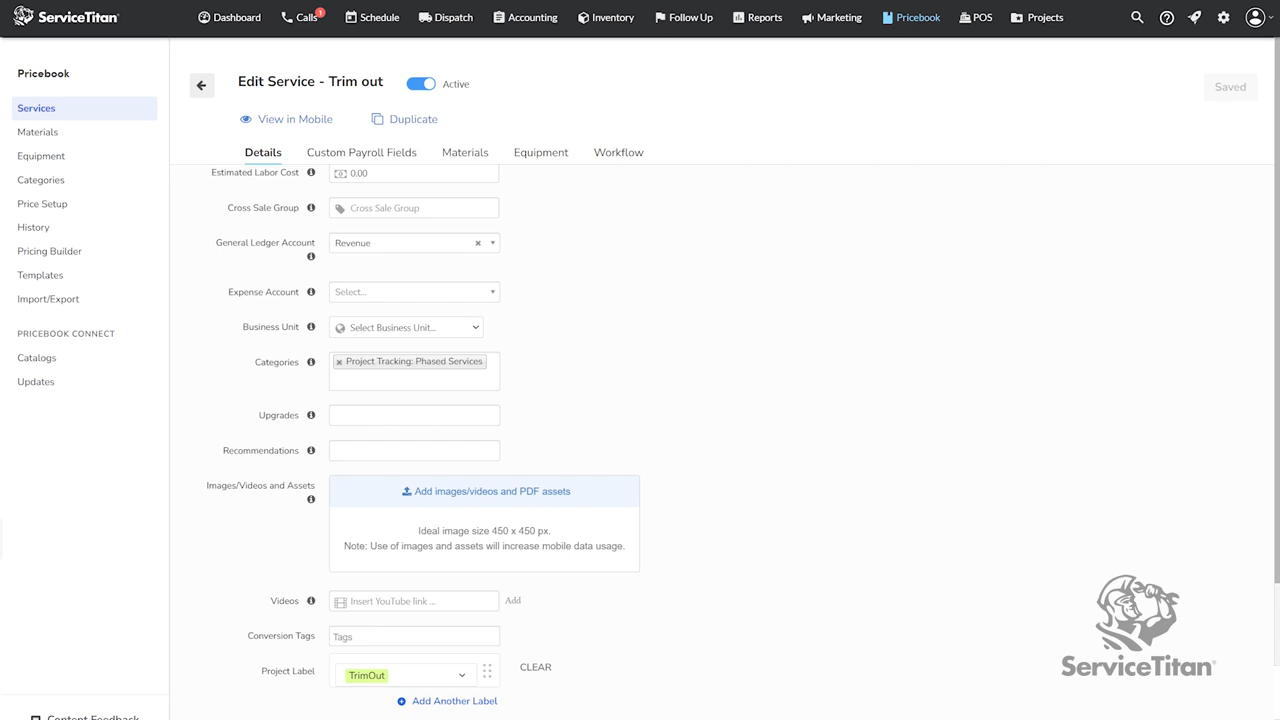 ServiceTitan
Dashboard
Calls
1
Schedule
Dispatch
Accounting
Inventory
Follow Up
Reports
Marketing
Pricebook
POS
Projects
Pricebook
Services
Materials
Equipment
Categories
Price Setup
History
Pricing Builder
Templates
Import/Export
PRICEBOOK CONNECT
Catalogs
Updates
Content Feedback
Edit Service - Trim out
Active
Saved
View in Mobile
Duplicate
Details
Custom Payroll Fields
Materials
Equipment
Workflow
Estimated Labor Cost
0.00
Cross Sale Group
Cross Sale Group
General Ledger Account
Revenue
Expense Account
Select...
Business Unit
Select Business Unit...
Categories
Project Tracking: Phased Services
Upgrades
Recommendations
Images/Videos and Assets
Add images/videos and PDF assets
Ideal image size 450 x 450 px.
Note: Use of images and assets will increase mobile data usage.
Videos
Insert YouTube link ...
Add
Conversion Tags
Tags
Project Label
TrimOut
CLEAR
Add Another Label
ServiceTitan